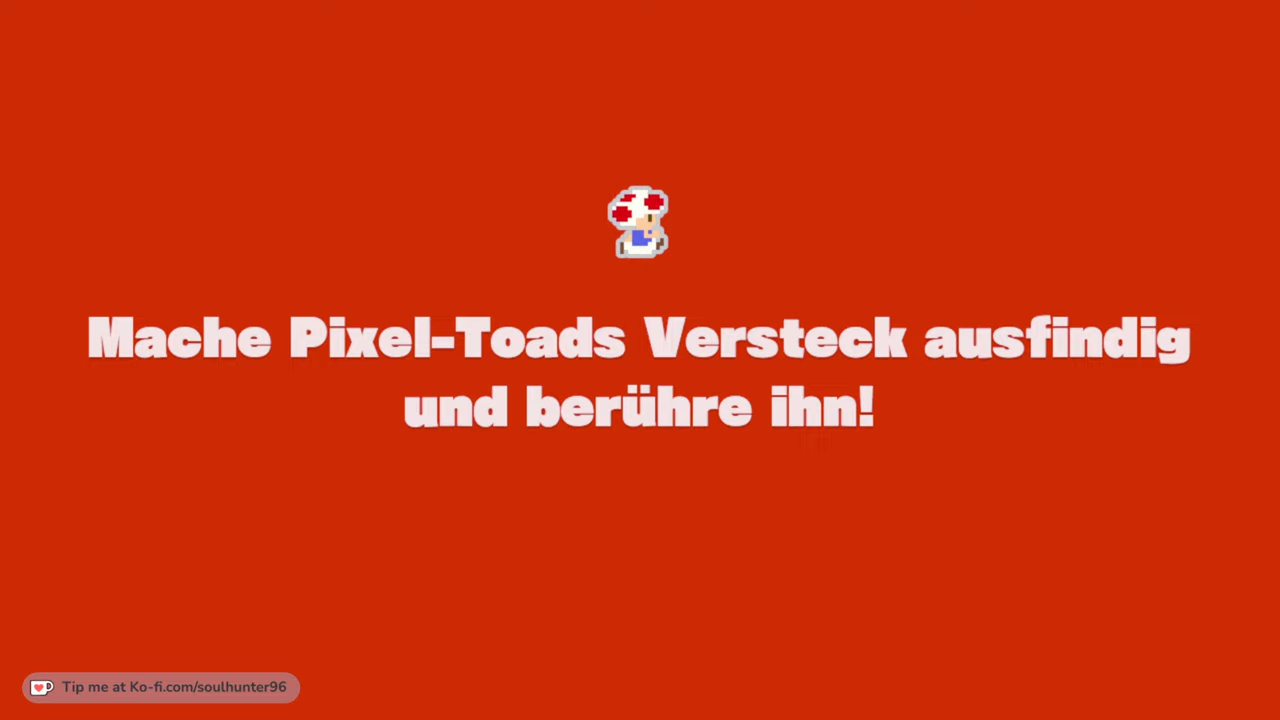 Mache Pixel-Toads Versteck ausfindig
und berühre ihn!
Tip me at Ko-fi.com/soulhunter96